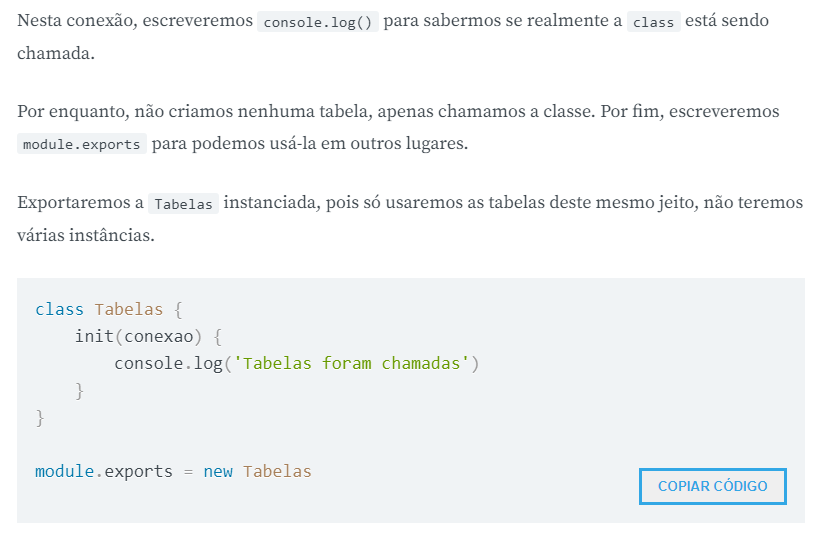 Nesta conexão, escreveremos console.log() para sabermos se realmente a class está sendo
chamada.
Por enquanto, não criamos nenhuma tabela, apenas chamamos a classe. Por fim, escreveremos
module.exports para podemos usá-la em outros lugares.
Exportaremos a Tabelas instanciada, pois só usaremos as tabelas deste mesmo jeito, não teremos
várias instâncias.
class Tabelas {
    init(conexao) {
        console.log('Tabelas foram chamadas')
    }
}
module.exports = new Tabelas
COPIAR CÓDIGO